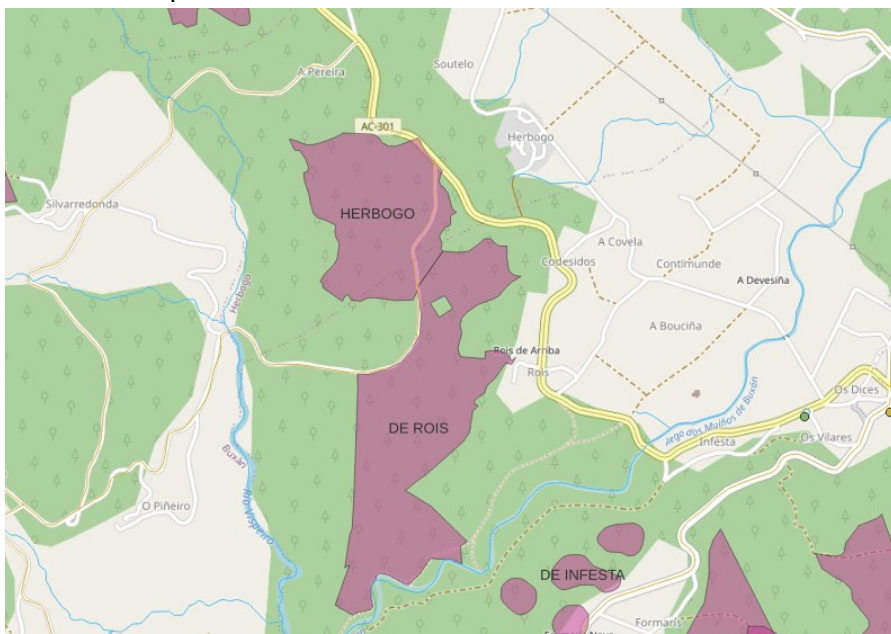 A Pereira
Soutelo
AC-301
Herbogo
Silvarredonda
HERBOGO
A Covela
Codesidos
Contimunde
A Devesiña
Herbogo
A Bouciña
Rois de Arriba
Rois
Os Dices
DE ROIS
Rego dos Muíños de Buxán
Infesta
Os Vilares
Buxán
Río Vispeiro
O Piñeiro
DE INFESTA
Formarís